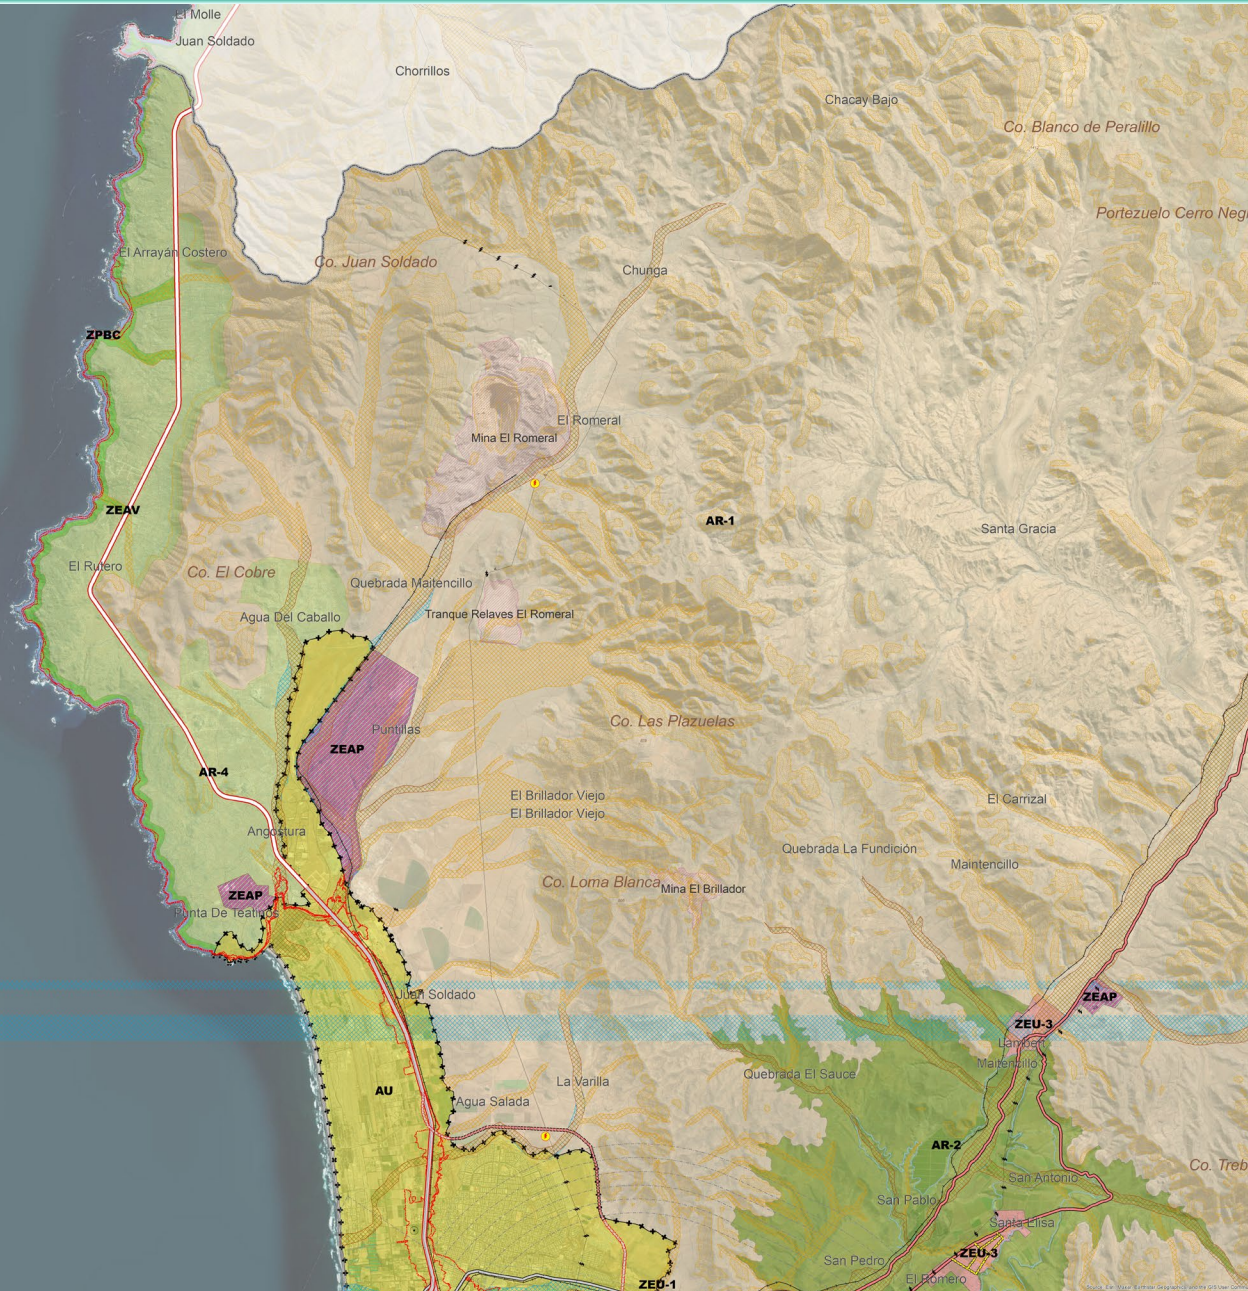 El Molle
Juan Soldado
Chorrillos
Chacay Bajo
Co. Blanco de Peralillo
Portezuelo Cerro Negr
El Arrayán Costero
Co. Juan Soldado
Chunga
ZPBC
El Romeral
Mina El Romeral
ZEAV
AR-1
Santa Gracia
El Rutero
Co. El Cobre
Quebrada Maitencillo
Agua Del Caballo
Tranque Relaves El Romeral
Co. Las Plazuelas
Puntillas
ZEAP
AR-4
El Brillador Viejo
El Brillador Viejo
El Carrizal
Angostura
Quebrada La Fundición
Maintencillo
Co. Loma Blanca
Mina El Brillador
ZEAP
Punta De Teatinos
Juan Soldado
ZEAP
ZEU-3
Lambert
Maitencillo
Quebrada El Sauce
La Varilla
AU
Agua Salada
AR-2
Co. Treb
San Antonio
San Pablo
Santa Elisa
ZEU-3
San Pedro
El Romero
ZEU-1